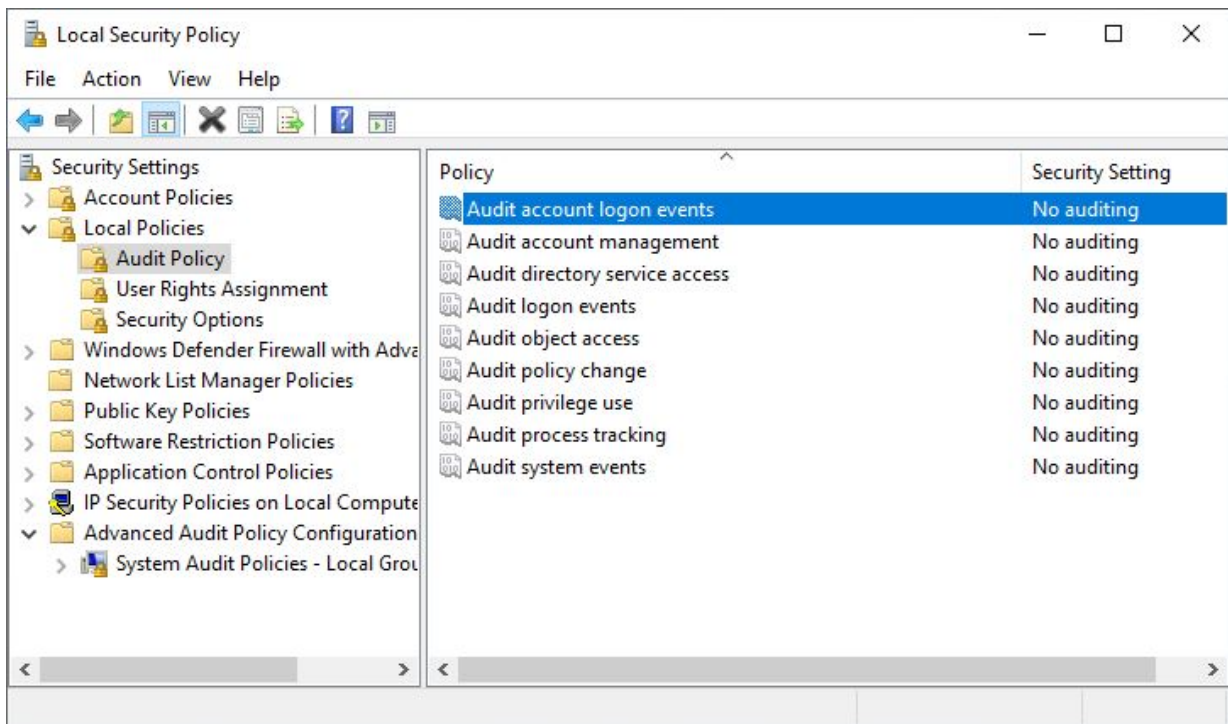 Local Security Policy
File Action View Help
Security Settings
Account Policies
Local Policies
Audit Policy
User Rights Assignment
Security Options
Windows Defender Firewall with Adva
Network List Manager Policies
Public Key Policies
Software Restriction Policies
Application Control Policies
IP Security Policies on Local Compute
Advanced Audit Policy Configuration
System Audit Policies - Local Grou
Policy Security Setting
Audit account logon events No auditing
Audit account management No auditing
Audit directory service access No auditing
Audit logon events No auditing
Audit object access No auditing
Audit policy change No auditing
Audit privilege use No auditing
Audit process tracking No auditing
Audit system events No auditing